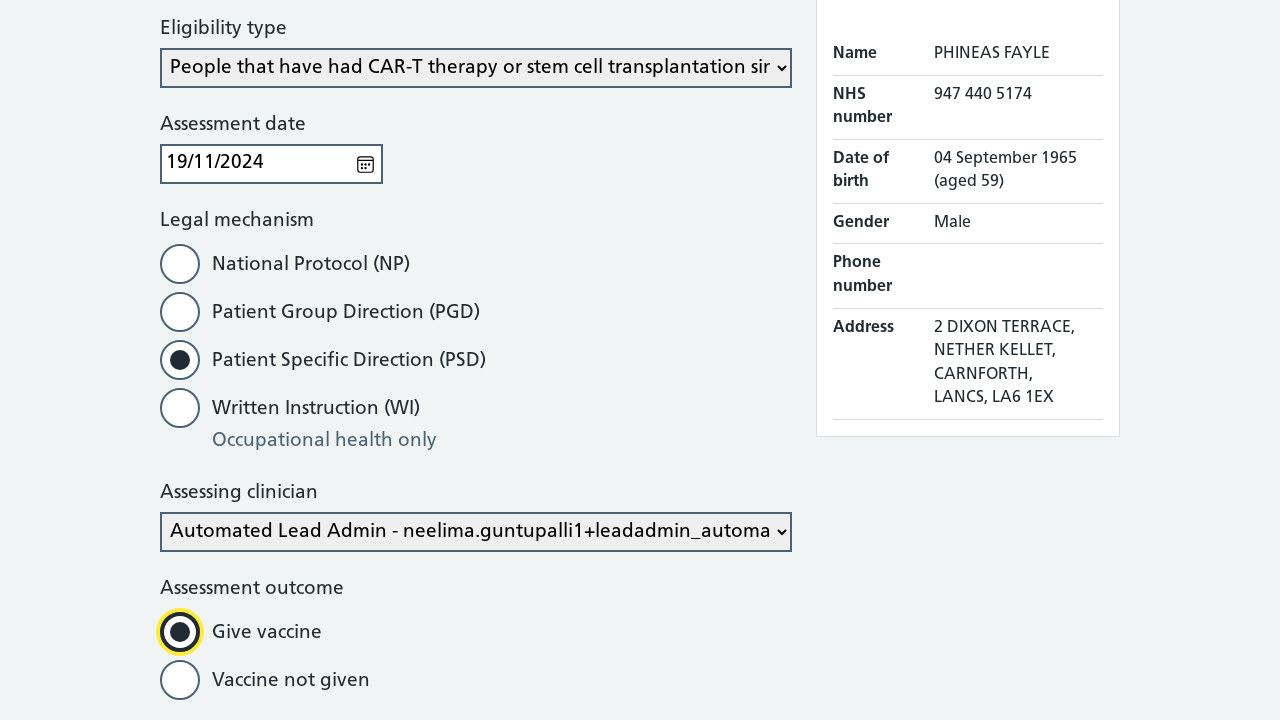 Eligibility type
People that have had CAR-T therapy or stem cell transplantation sir
Assessment date
19/11/2024
Legal mechanism
National Protocol (NP)
Patient Group Direction (PGD)
Patient Specific Direction (PSD)
Written Instruction (WI)
Occupational health only
Assessing clinician
Automated Lead Admin - neelima.guntupalli1+leadadmin_automa
Assessment outcome
Give vaccine
Vaccine not given
Name PHINEAS FAYLE
NHS number 947 440 5174
Date of birth 04 September 1965
(aged 59)
Gender Male
Phone number
Address 2 DIXON TERRACE,
NETHER KELLET,
CARNFORTH,
LANCS, LA6 1EX